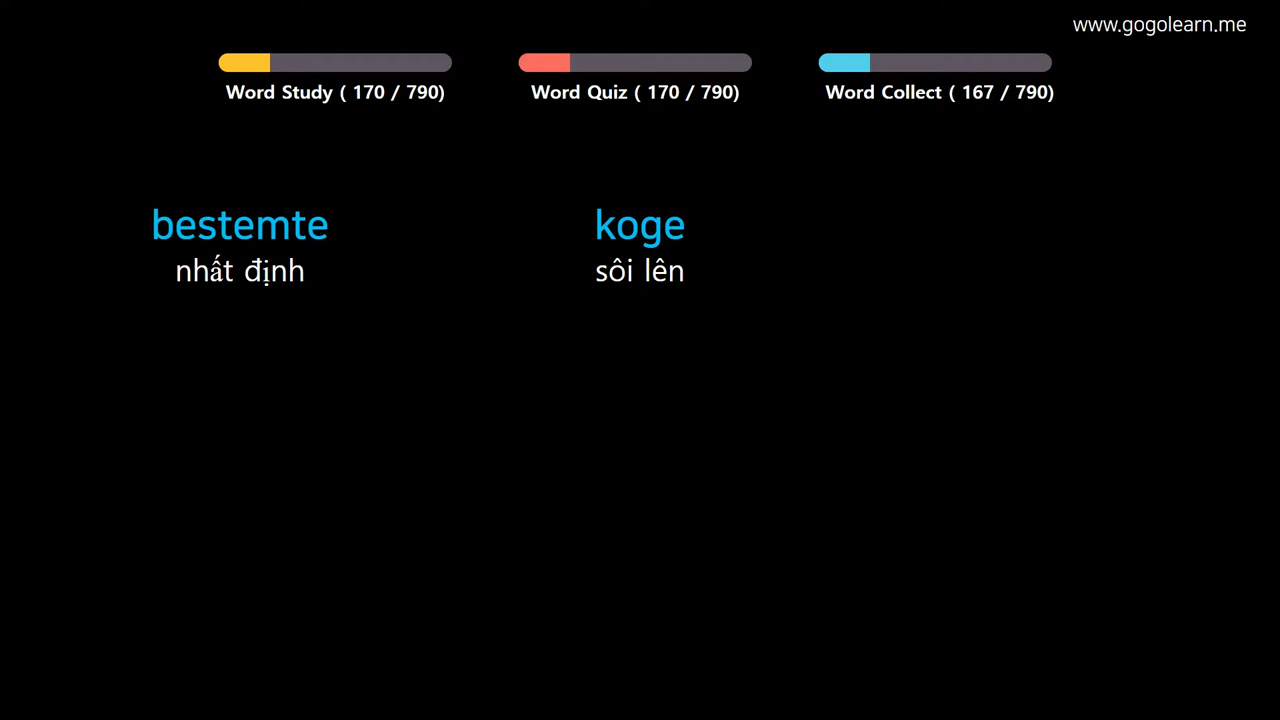 www.gogolearn.me
Word Study ( 170 / 790)
Word Quiz ( 170 / 790)
Word Collect ( 167 / 790)
bestemte
nhất định
koge
sôi lên